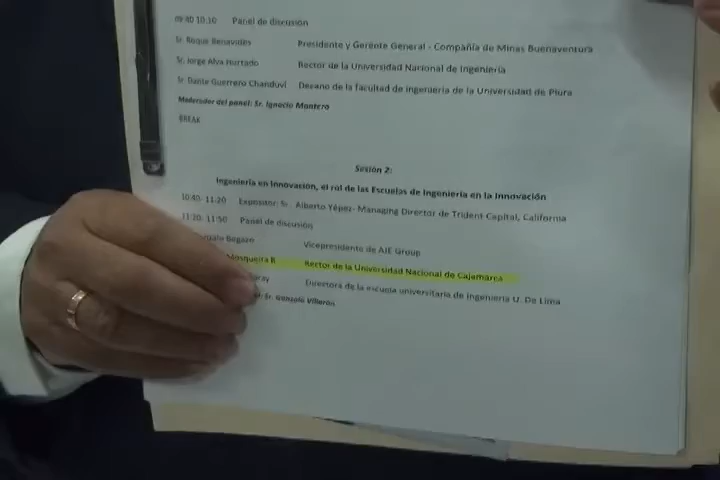 09:40 10:10 Panel de discusión
Sr. Roque Benavides Presidente y Gerente General - Compañía de Minas Buenaventura
Sr. Jorge Alva Hurtado Rector de la Universidad Nacional de Ingeniería
Sr. Dante Guerrero Chanduví Decano de la facultad de ingeniería de la Universidad de Piura
Moderador del panel: Sr. Ignacio Montero
BREAK
Sesión 2:
Ingeniería en Innovación, el rol de las Escuelas de Ingeniería en la Innovación
10:40- 11:20 Expositor: Sr. Alberto Yépez- Managing Director de Trident Capital, California
11:20- 11:50 Panel de discusión
Begazo Vicepresidente de AJE Group
Mosqueira R. Rector de la Universidad Nacional de Cajamarca
Directora de la escuela universitaria de Ingeniería U. De Lima
Sr. Gonzalo Villarán